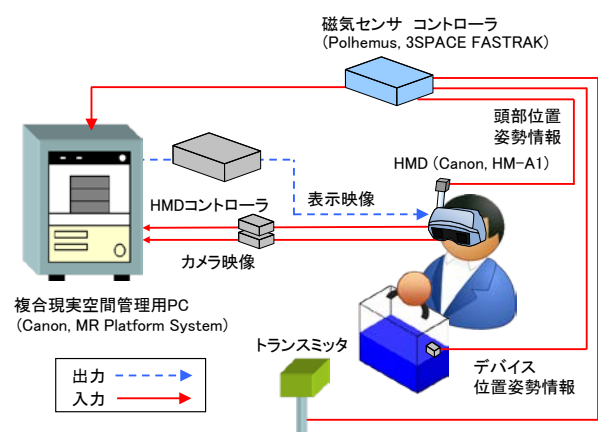 磁気センサ コントローラ
(Polhemus, 3SPACE FASTRAK)
頭部位置
姿勢情報
HMD (Canon, HM-A1)
HMDコントローラ
表示映像
カメラ映像
複合現実空間管理用PC
(Canon, MR Platform System)
トランスミッタ
デバイス
位置姿勢情報
出力
入力